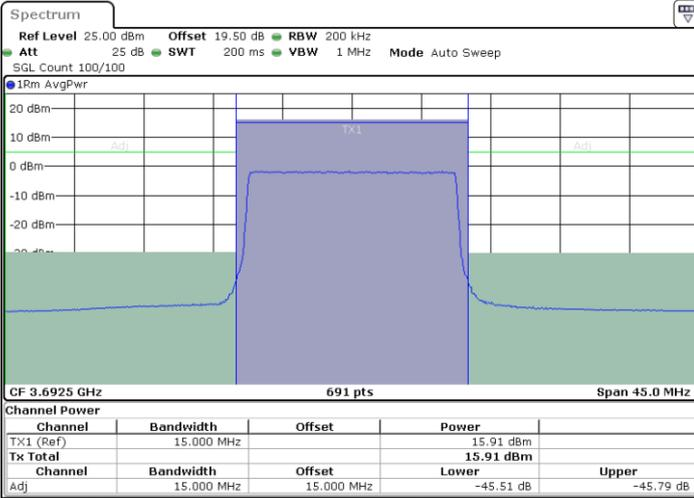 Spectrum
Ref Level 25.00 dBm Offset 19.50 dB RBW 200 kHz
Att 25 dB SWT 200 ms VBW 1 MHz Mode Auto Sweep
SGL Count 100/100
1Rm AvgPwr
20 dBm
TX1
10 dBm
Adj Adj
0 dBm
-10 dBm
-20 dBm
CF 3.6925 GHz 691 pts Span 45.0 MHz
Channel Power
Channel Bandwidth Offset Power
TX1 (Ref) 15.000 MHz 15.91 dBm
Tx Total 15.91 dBm
Channel Bandwidth Offset Lower Upper
Adj 15.000 MHz 15.000 MHz -45.51 dB -45.79 dB